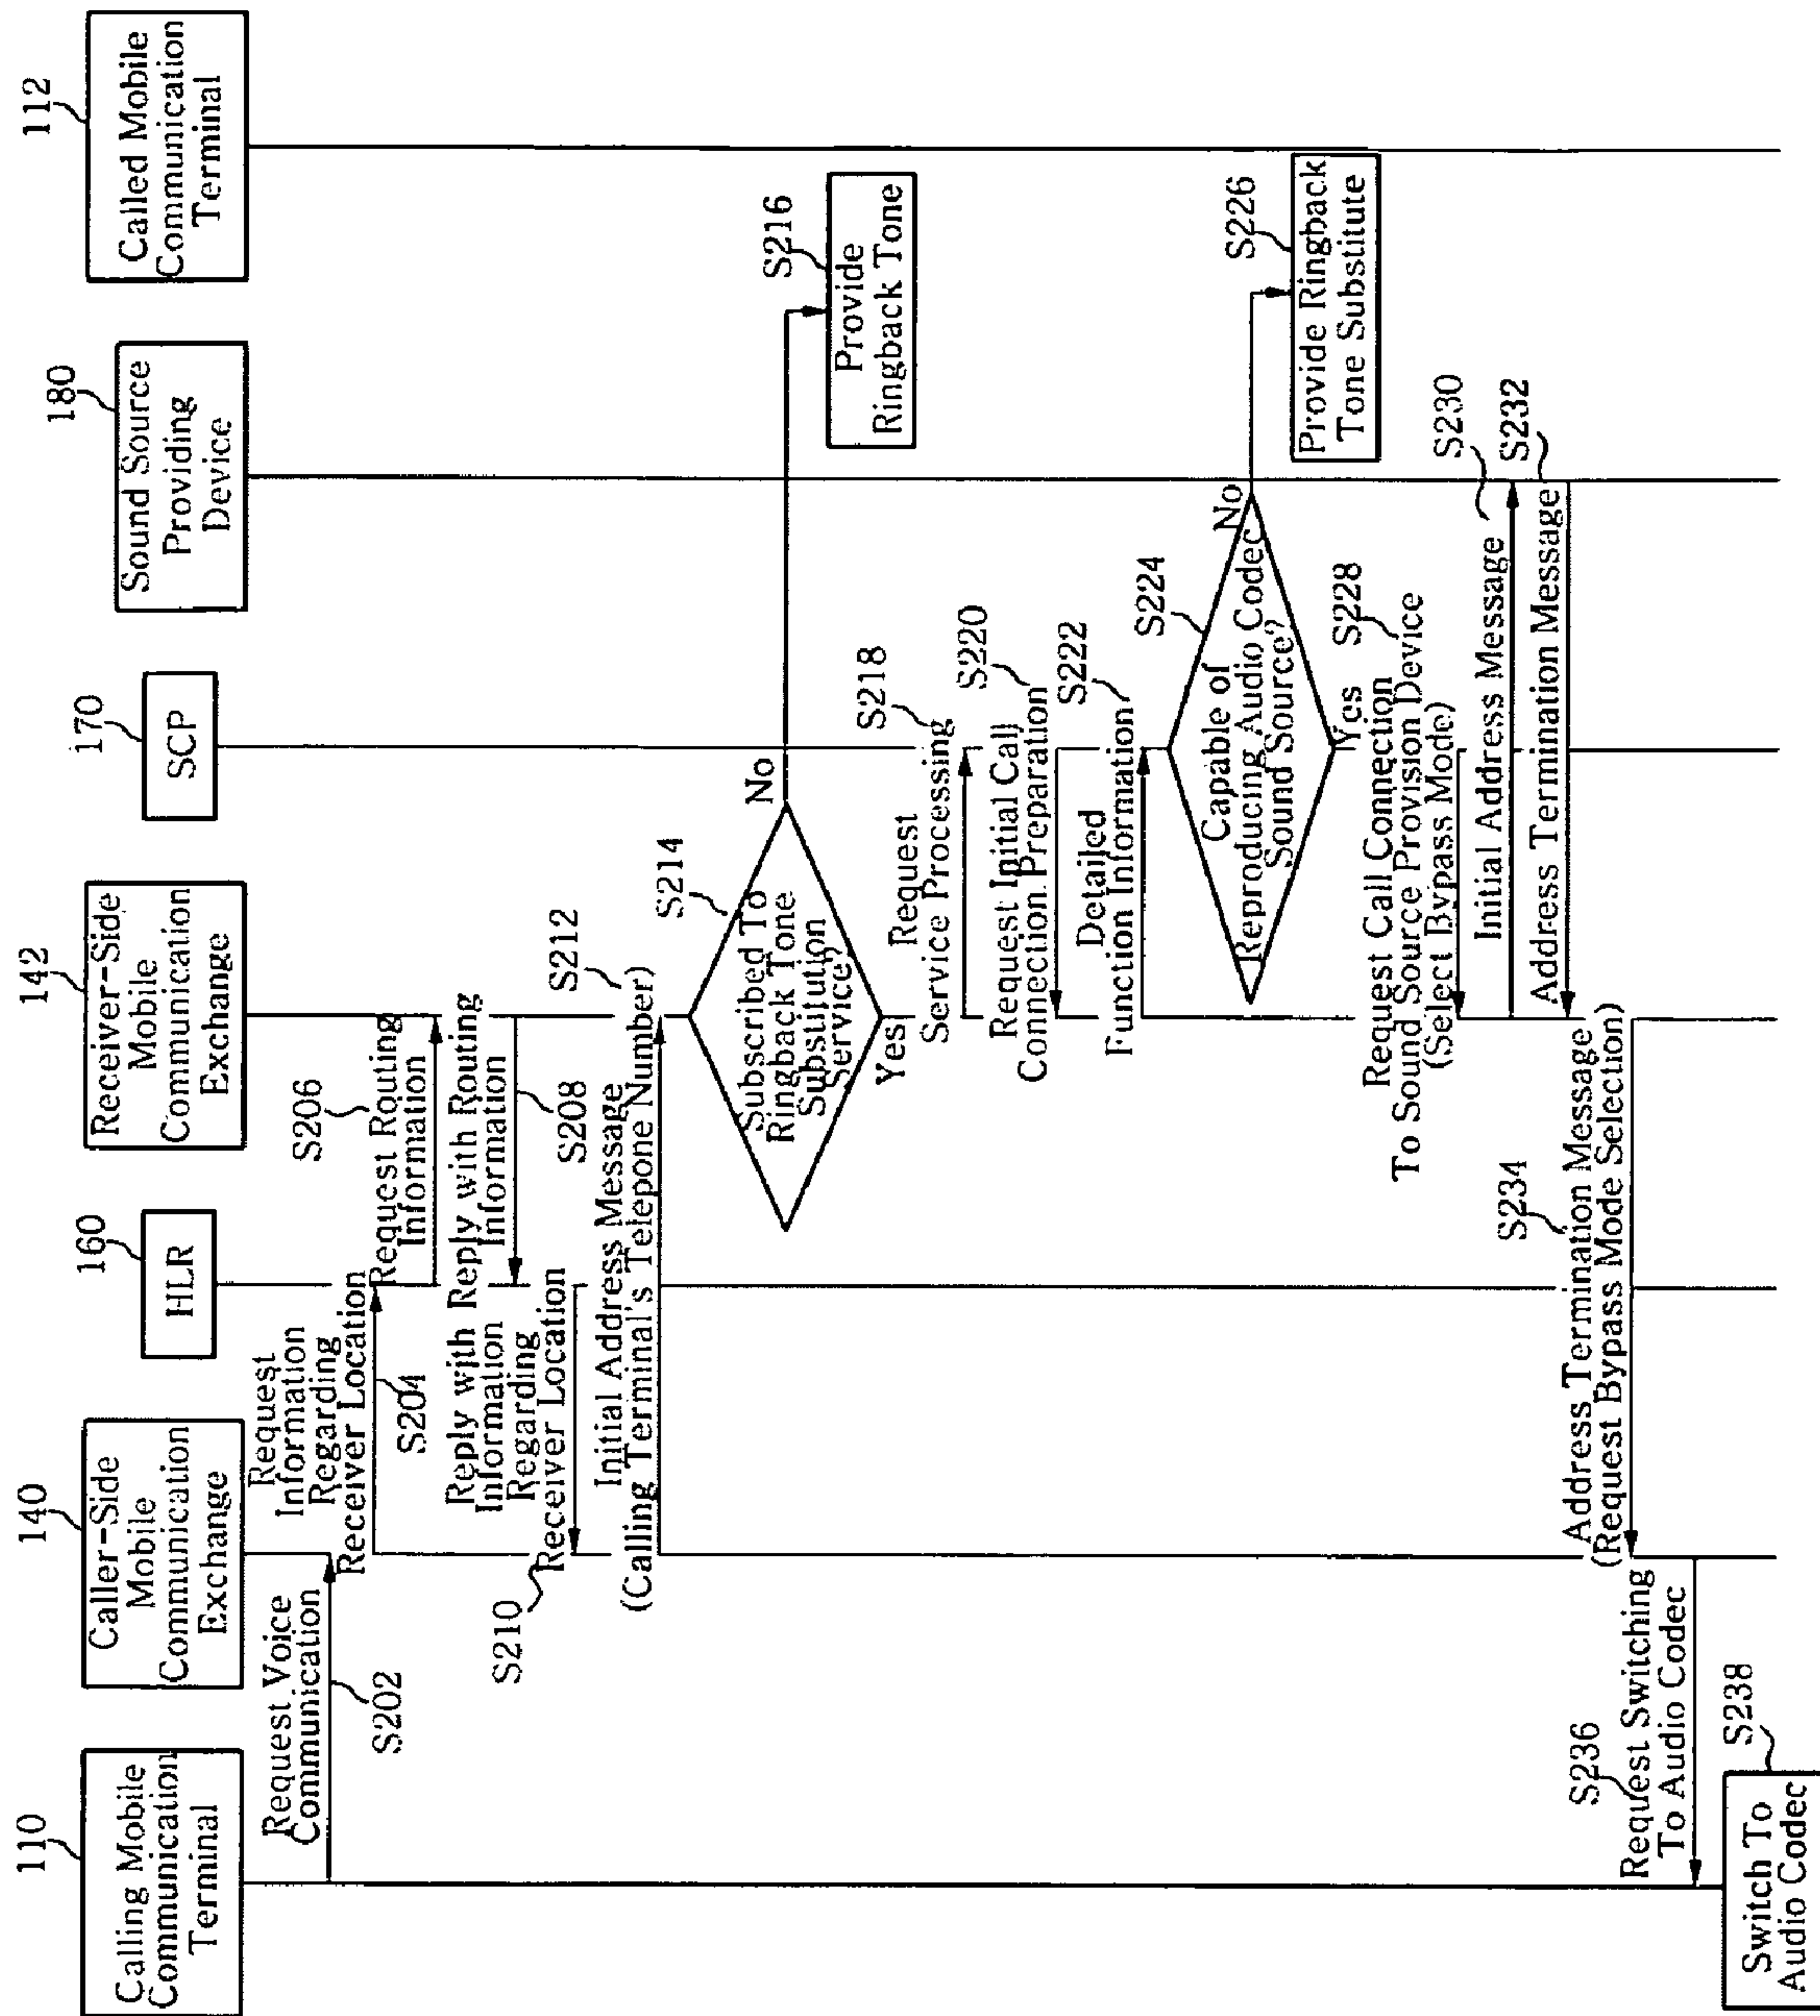 110
Calling Mobile
Communication
Terminal
140
Caller-Side
Mobile
Communication
Exchange
160
HLR
142
Receiver-Side
Mobile
Communication
Exchange
170
SCP
180
Sound Source
Providing
Device
112
Called Mobile
Communication
Terminal
Request Voice
Communication
S202
Request
Information
Regarding
Receiver Location
S204
S206
Request Routing
Information
Reply with Routing
Information
S208
Reply with
Information
Regarding
Receiver Location
S210
Initial Address Message
(Calling Terminal's Telepone Number)
S212
S214
Subscribed To
Ringback Tone
Substitution
Service?
No
Yes
S216
Provide
Ringback Tone
Request
Service Processing
S218
Request Initial Call
Connection Preparation
S220
Detailed
Function Information
S222
S224
Capable of
Reproducing Audio Codec
Sound Source?
No
Yes
S226
Provide Ringback
Tone Substitute
Request Call Connection
To Sound Source Provision Device
(Select Bypass Mode)
S228
Initial Address Message
S230
Address Termination Message
S232
S234
Address Termination Message
(Request Bypass Mode Selection)
S236
Request Switching
To Audio Codec
S238
Switch To
Audio Codec